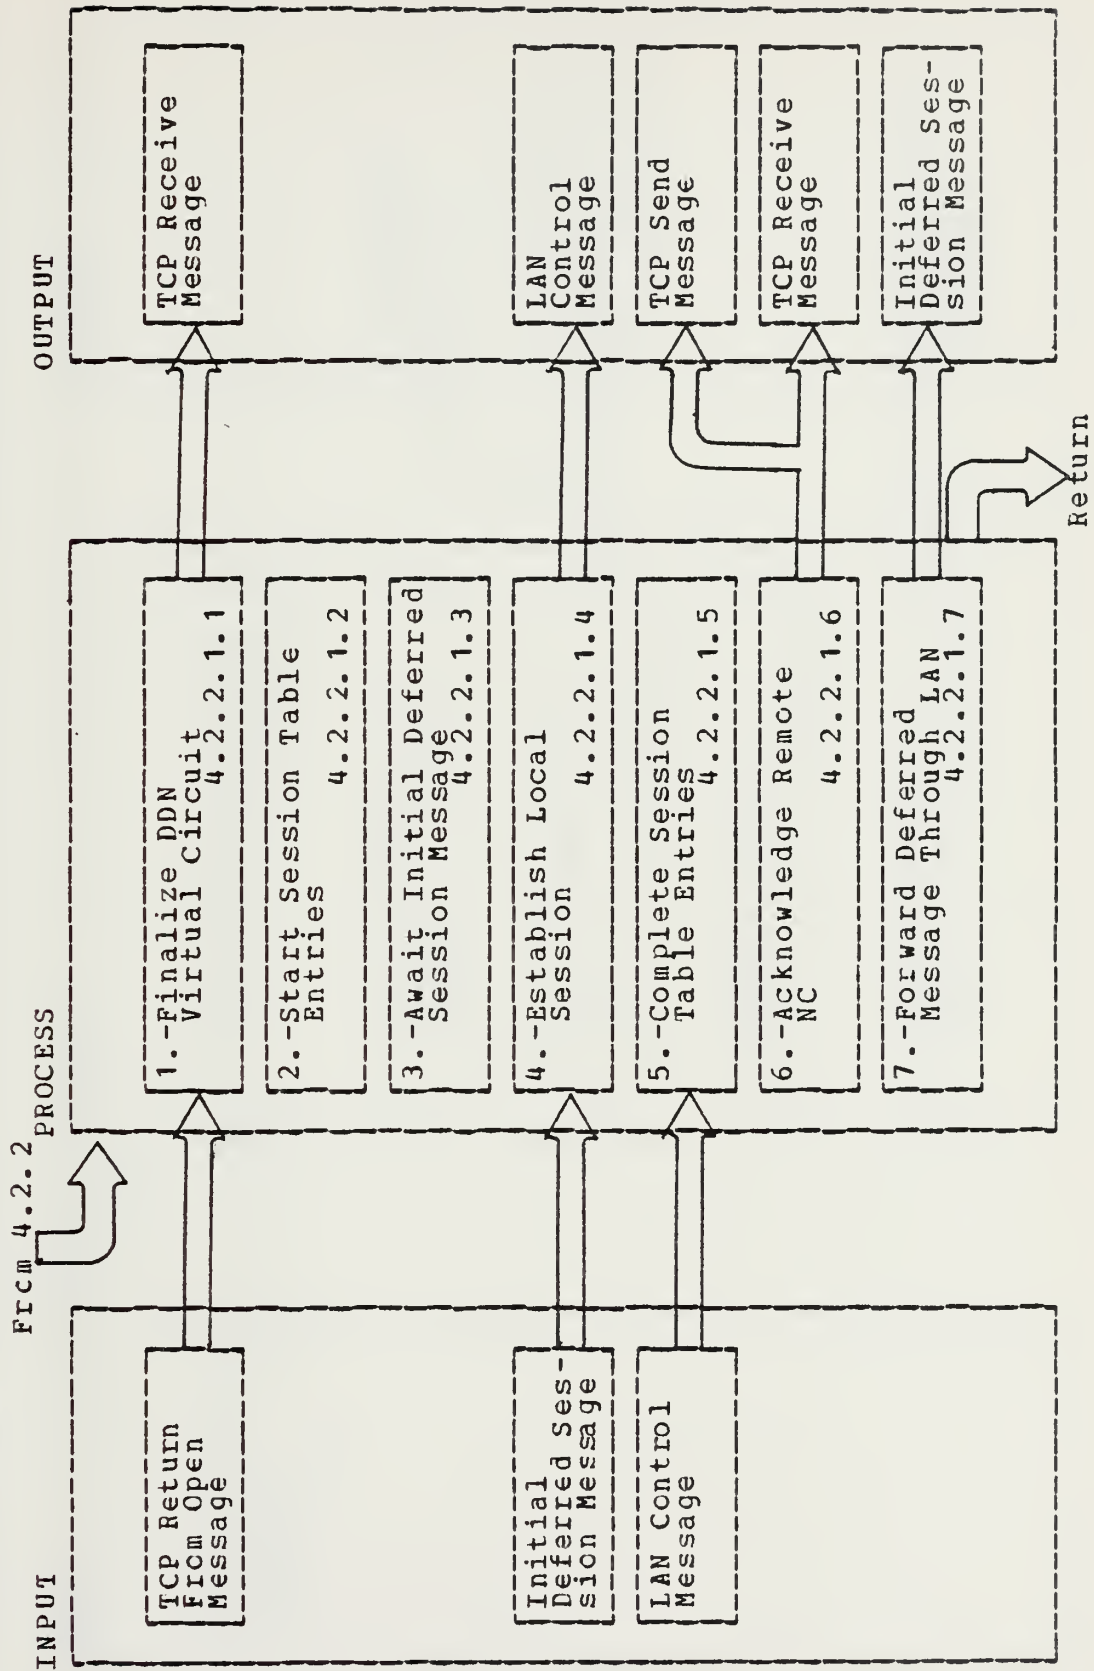 From 4.2.2
INPUT
PROCESS
OUTPUT
TCP Return
From Open
Message
Initial
Deferred Ses-
sion Message
LAN Control
Message
1.-Finalize DDN
Virtual Circuit
4.2.2.1.1
2.-Start Session Table
Entries
4.2.2.1.2
3.-Await Initial Deferred
Session Message
4.2.2.1.3
4.-Establish Local
Session
4.2.2.1.4
5.-Complete Session
Table Entries
4.2.2.1.5
6.-Acknowledge Remote
NC
4.2.2.1.6
7.-Forward Deferred
Message Through LAN
4.2.2.1.7
TCP Receive
Message
LAN
Control
Message
TCP Send
Message
TCP Receive
Message
Initial
Deferred Ses-
sion Message
Return